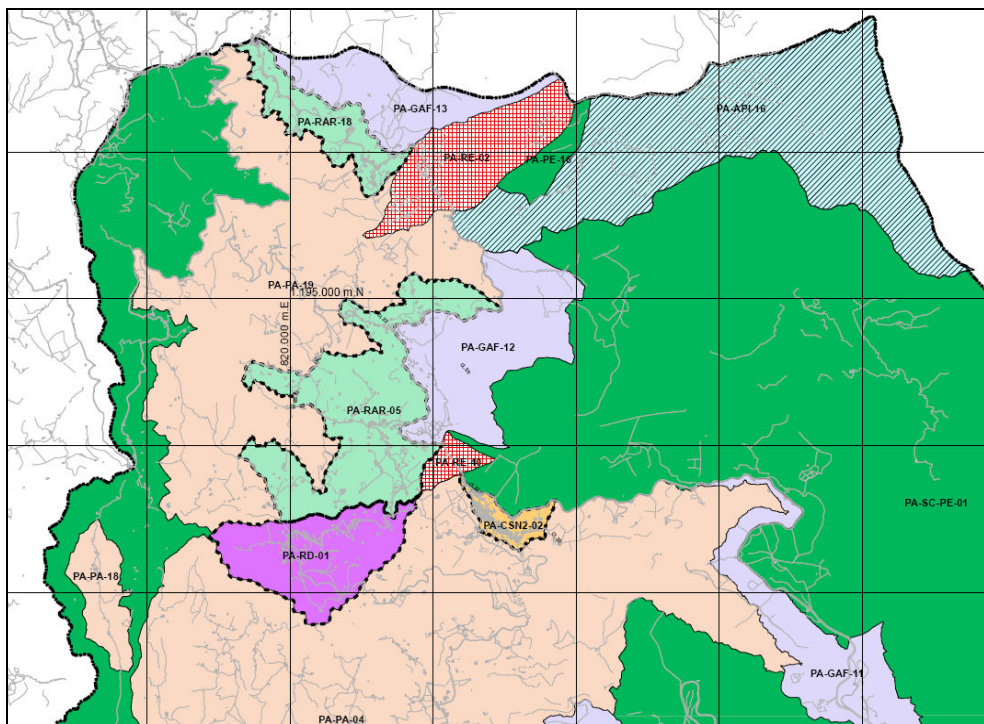 PA-GAF-13
PA-API-16
PA-RAR-18
PA-RE-02
PA-PE-16
PA-PA-19
1.195.000 m.N
820.000 m.E
PA-GAF-12
PA-RAR-05
PA-SC-PE-01
PA-CSN2-02
PA-RD-01
PA-PA-18
PA-GAF-11
PA-PA-04